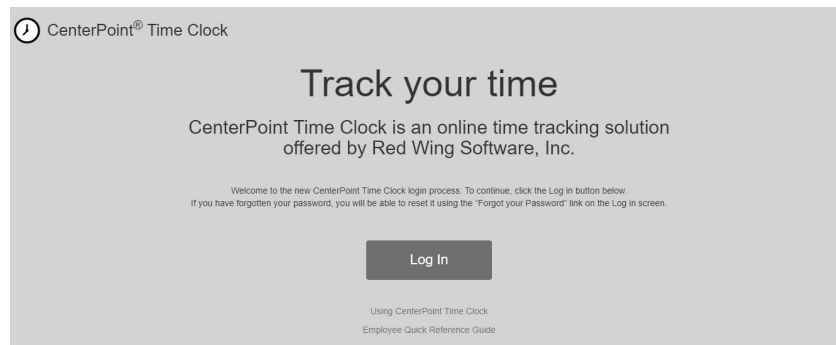 CenterPoint® Time Clock
Track your time
CenterPoint Time Clock is an online time tracking solution
offered by Red Wing Software, Inc.
Welcome to the new CenterPoint Time Clock login process. To continue, click the Log in button below.
If you have forgotten your password, you will be able to reset it using the "Forgot your Password" link on the Log in screen.
Log In
Using CenterPoint Time Clock
Employee Quick Reference Guide